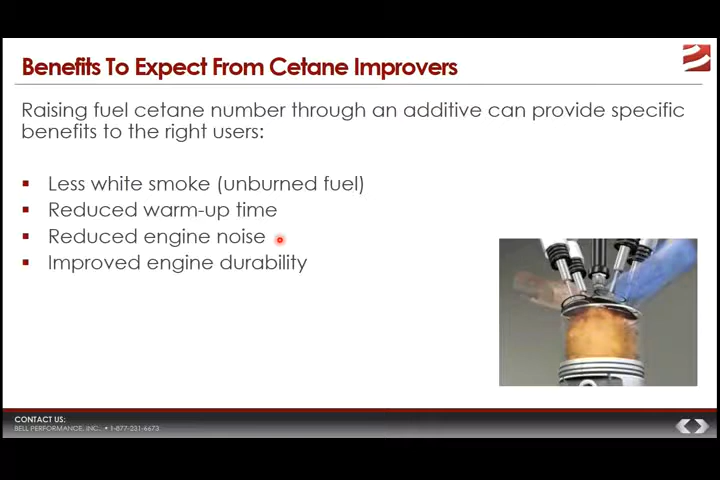 Benefits To Expect From Cetane Improvers
Raising fuel cetane number through an additive can provide specific
benefits to the right users:
▪ Less white smoke (unburned fuel)
▪ Reduced warm-up time
▪ Reduced engine noise
▪ Improved engine durability
CONTACT US:
BELL PERFORMANCE, INC. • 1-877-231-6673